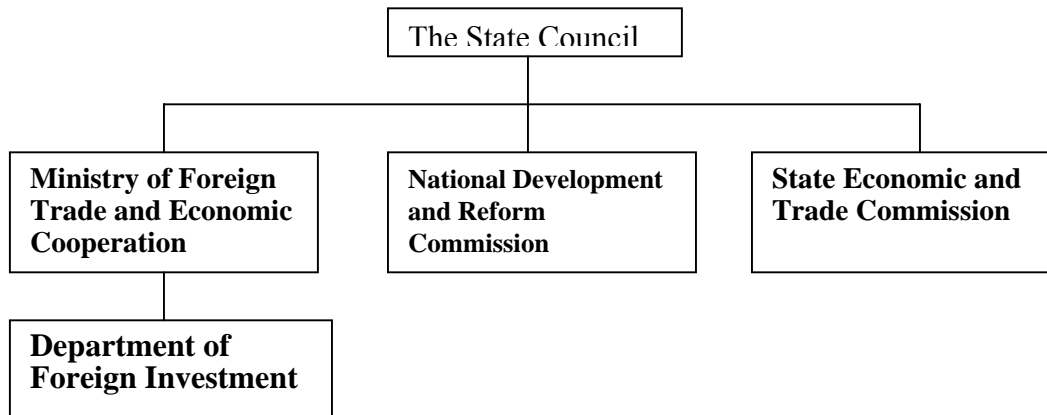 The State Council
Ministry of Foreign
Trade and Economic
Cooperation
National Development
and Reform
Commission
State Economic and
Trade Commission
Department of
Foreign Investment